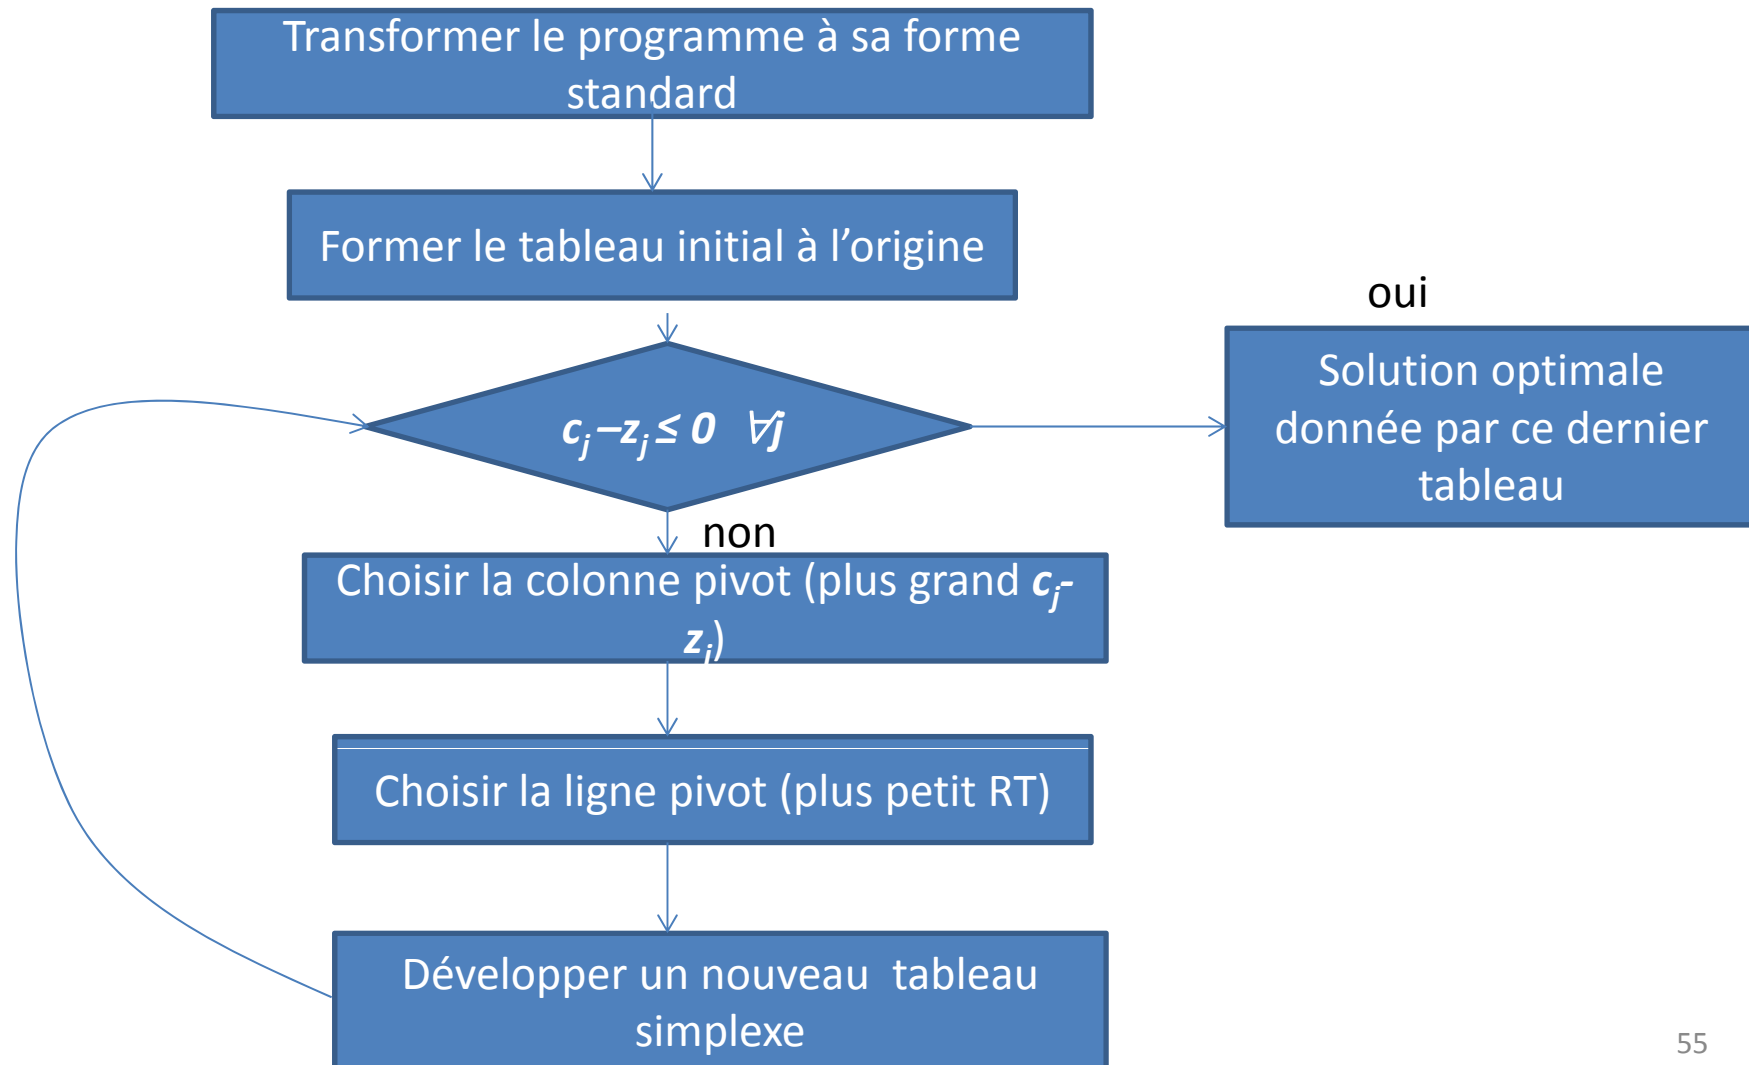 Transformer le programme à sa forme
standard
Former le tableau initial à l’origine
oui
Solution optimale
donnée par ce dernier
tableau
cj–zj ≤ 0 ∀j
non
Choisir la colonne pivot (plus grand cj-
zj)
Choisir la ligne pivot (plus petit RT)
Développer un nouveau tableau
simplexe
55